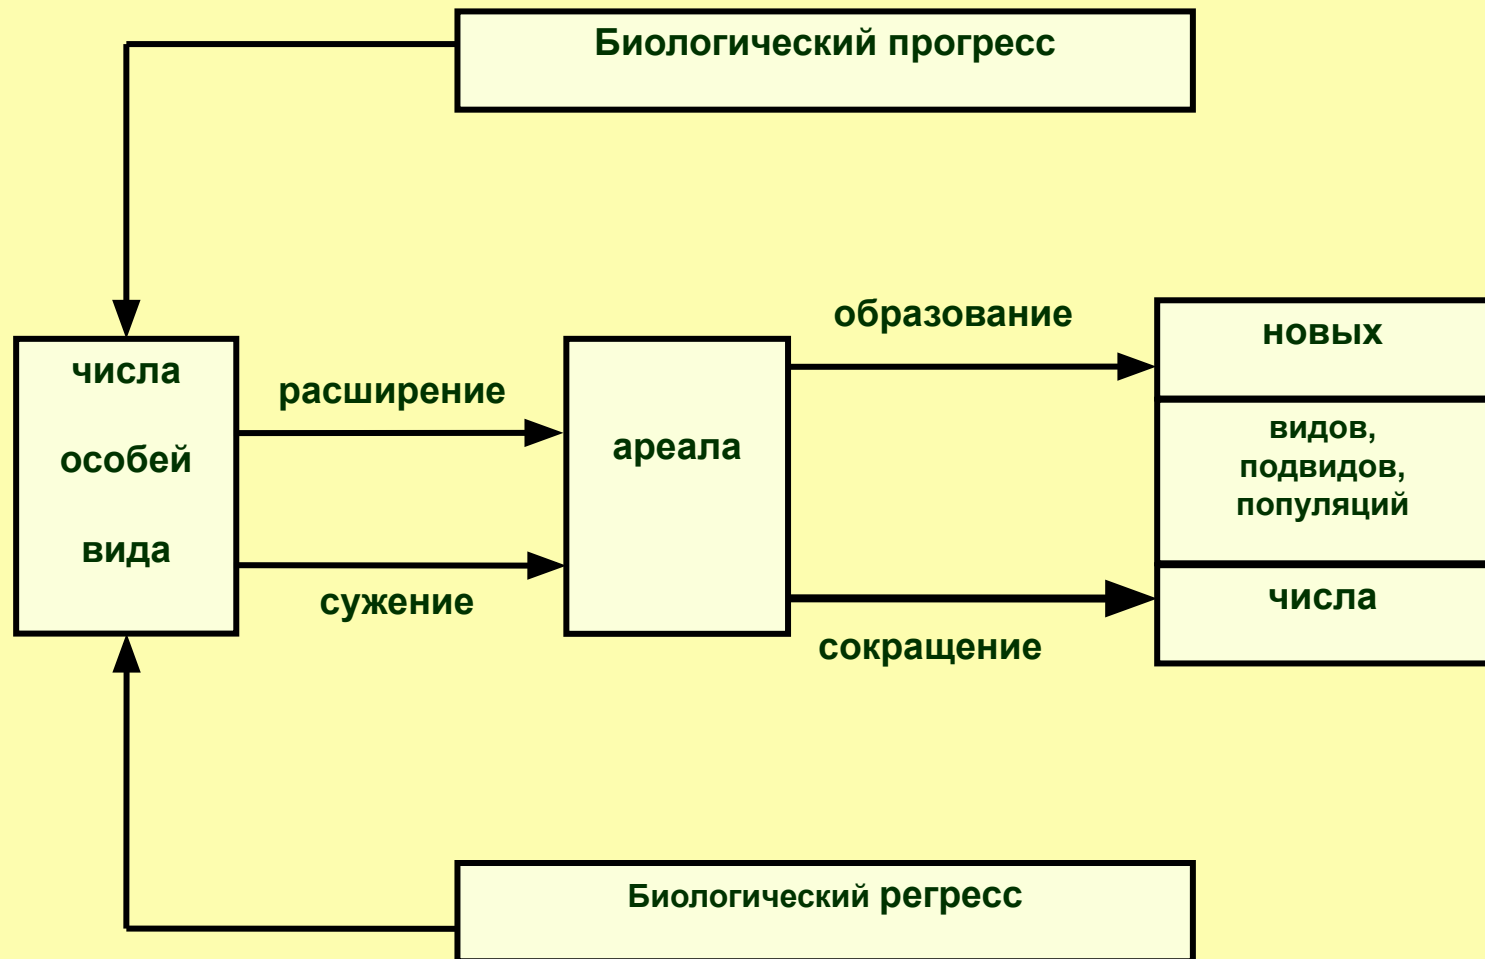 Биологический прогресс
числа
особей
вида
расширение
сужение
ареала
образование
сокращение
новых
видов,
подвидов,
популяций
числа
Биологический регресс